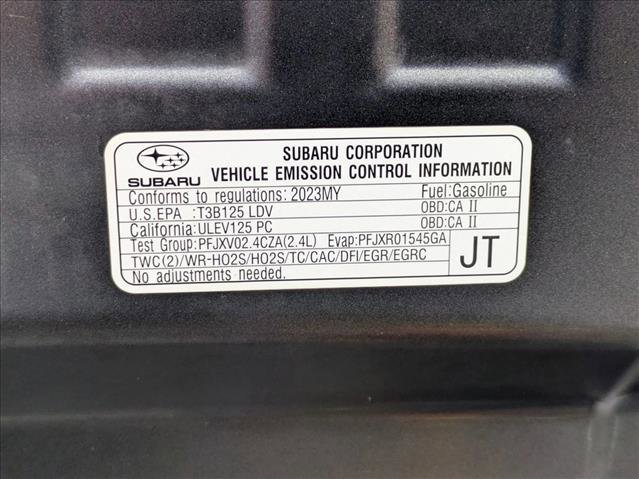 SUBARU CORPORATION
VEHICLE EMISSION CONTROL INFORMATION
SUBARU
Conforms to regulations: 2023MY Fuel:Gasoline
U.S.EPA :T3B125 LDV OBD:CA II
California:ULEV125 PC OBD:CA II
Test Group:PFJXV02.4CZA(2.4L) Evap:PFJXR01545GA
TWC(2)/WR-HO2S/HO2S/TC/CAC/DFI/EGR/EGRC
No adjustments needed.
JT